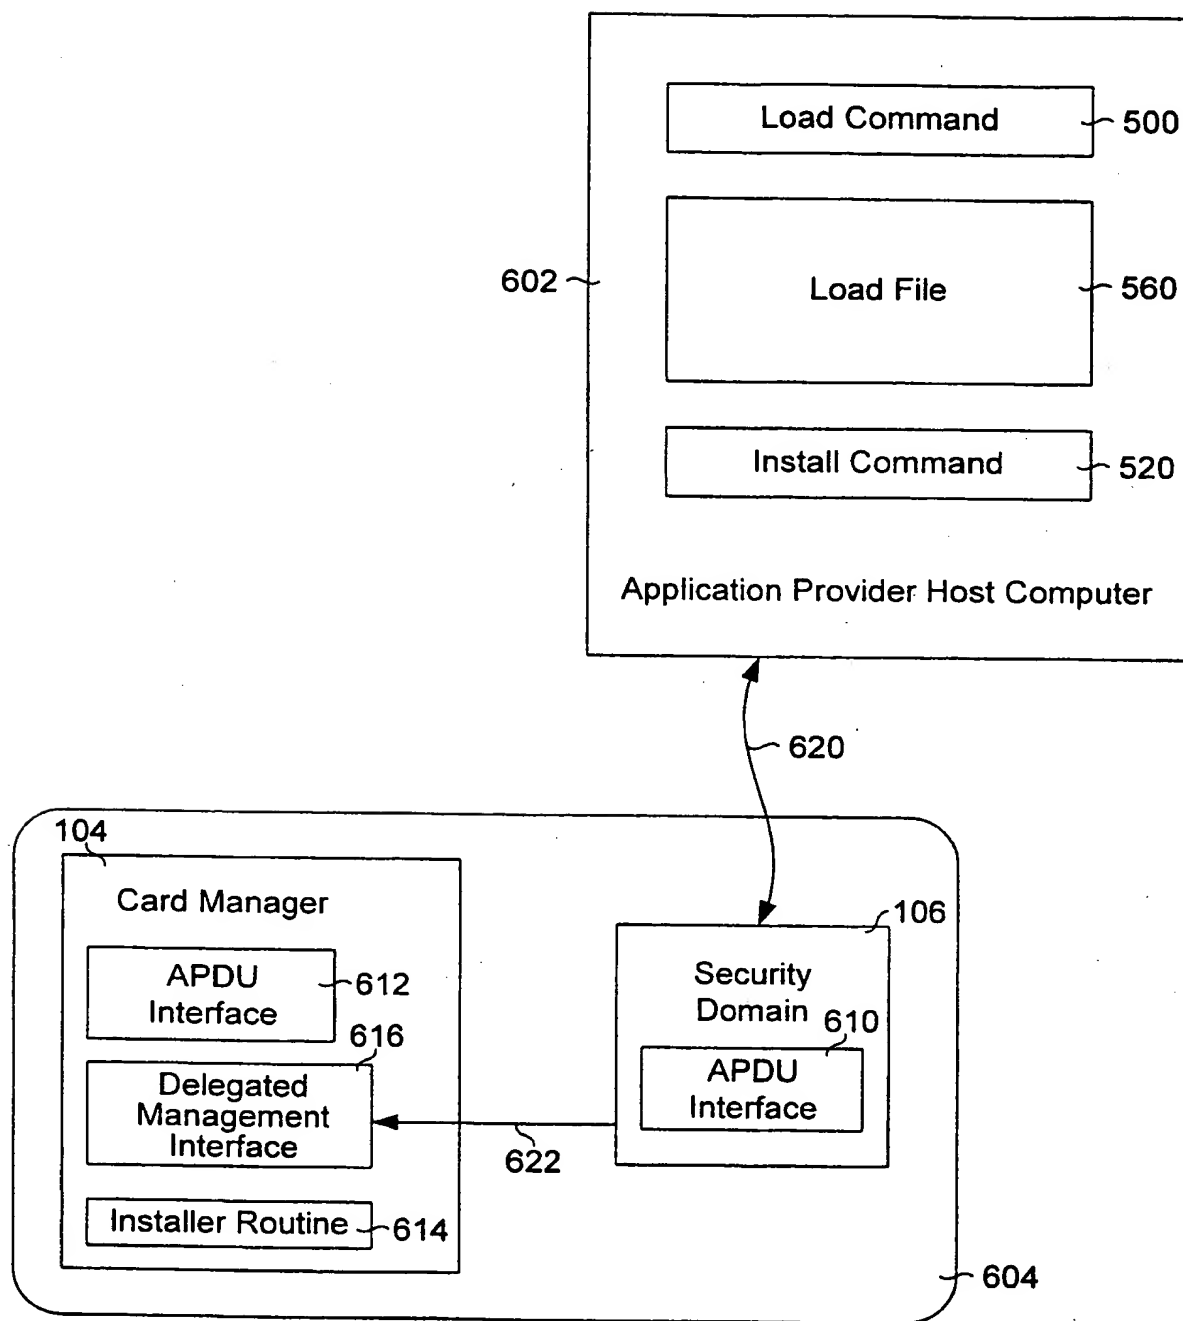 Load Command
500
602
Load File
560
Install Command
520
Application Provider Host Computer
620
104
Card Manager
106
APDU
Interface
612
Security
Domain
616
610
Delegated
Management
Interface
APDU
Interface
622
Installer Routine
614
604